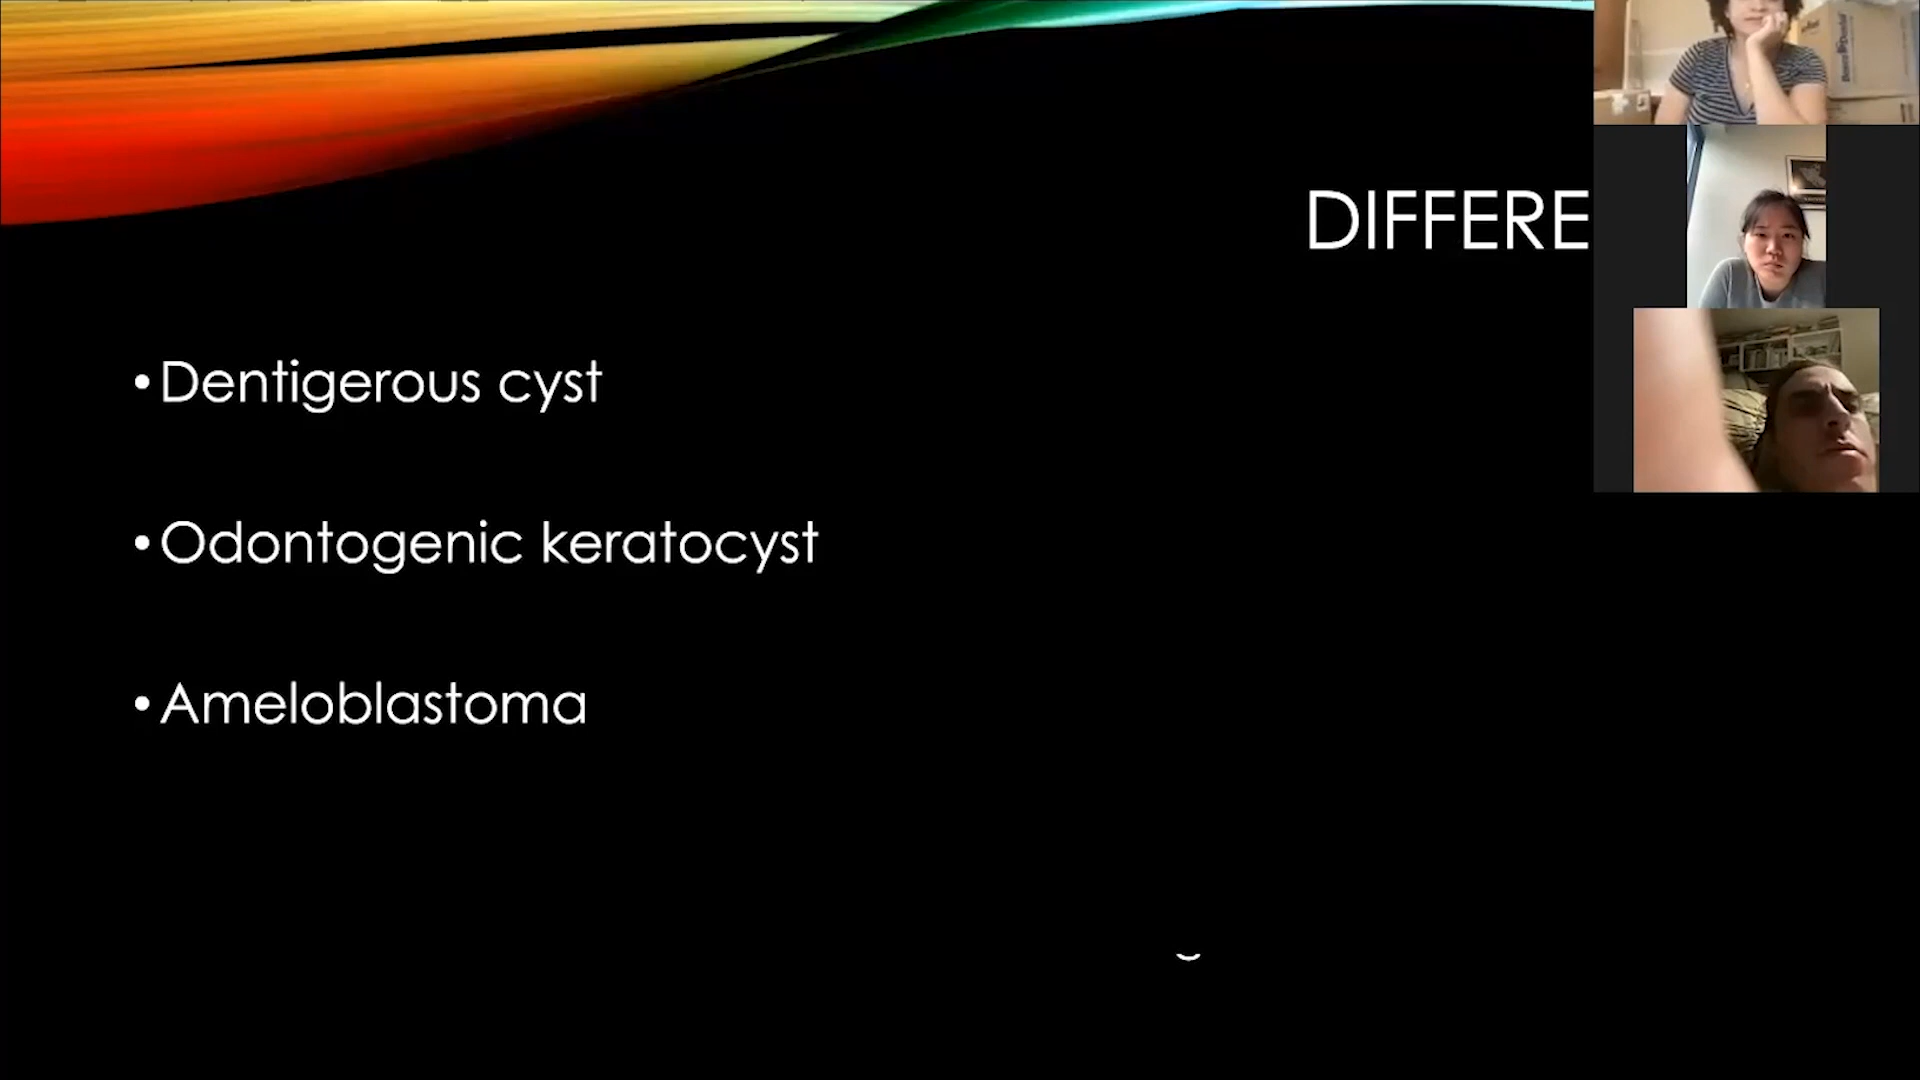 DIFFERE
• Dentigerous cyst
• Odontogenic keratocyst
• Ameloblastoma